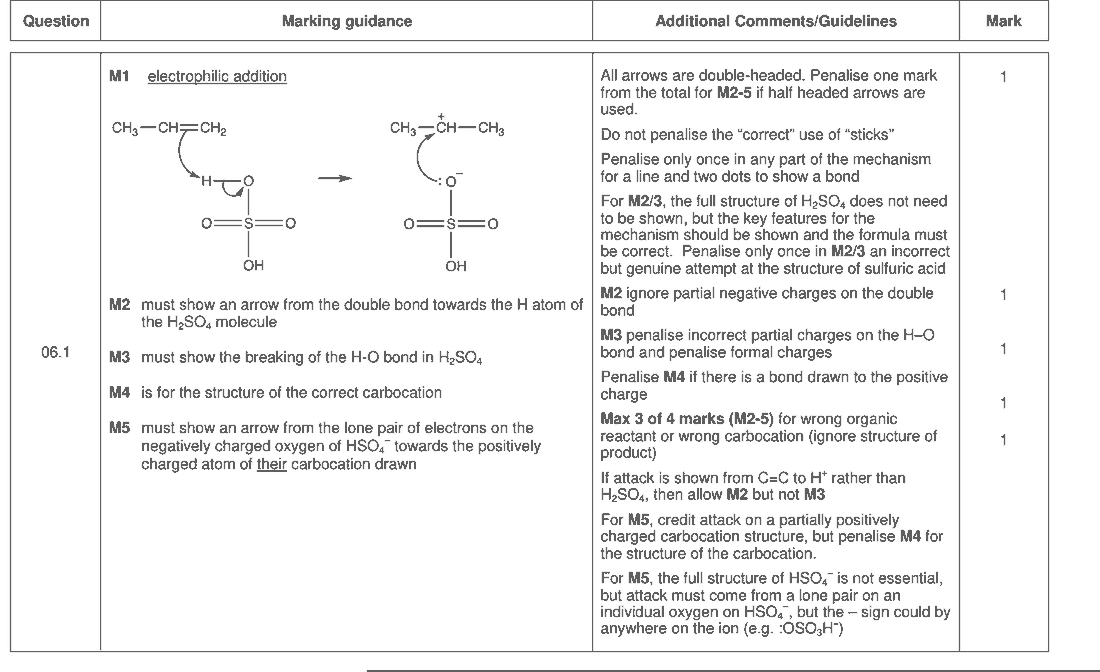 Question Marking guidance Additional Comments/Guidelines Mark
06.1
M1 electrophilic addition
CH3—CH=CH2
H—O
O=S=O
OH
+
CH3—CH—CH3
:O−
O=S=O
OH
M2 must show an arrow from the double bond towards the H atom of
the H2SO4 molecule
M3 must show the breaking of the H-O bond in H2SO4
M4 is for the structure of the correct carbocation
M5 must show an arrow from the lone pair of electrons on the
negatively charged oxygen of HSO4− towards the positively
charged atom of their carbocation drawn
All arrows are double-headed. Penalise one mark
from the total for M2-5 if half headed arrows are
used.
Do not penalise the “correct” use of “sticks”
Penalise only once in any part of the mechanism
for a line and two dots to show a bond
For M2/3, the full structure of H2SO4 does not need
to be shown, but the key features for the
mechanism should be shown and the formula must
be correct. Penalise only once in M2/3 an incorrect
but genuine attempt at the structure of sulfuric acid
M2 ignore partial negative charges on the double
bond
M3 penalise incorrect partial charges on the H–O
bond and penalise formal charges
Penalise M4 if there is a bond drawn to the positive
charge
Max 3 of 4 marks (M2-5) for wrong organic
reactant or wrong carbocation (ignore structure of
product)
If attack is shown from C=C to H+ rather than
H2SO4, then allow M2 but not M3
For M5, credit attack on a partially positively
charged carbocation structure, but penalise M4 for
the structure of the carbocation.
For M5, the full structure of HSO4− is not essential,
but attack must come from a lone pair on an
individual oxygen on HSO4−, but the – sign could by
anywhere on the ion (e.g. :OSO3H−)
1
1
1
1
1